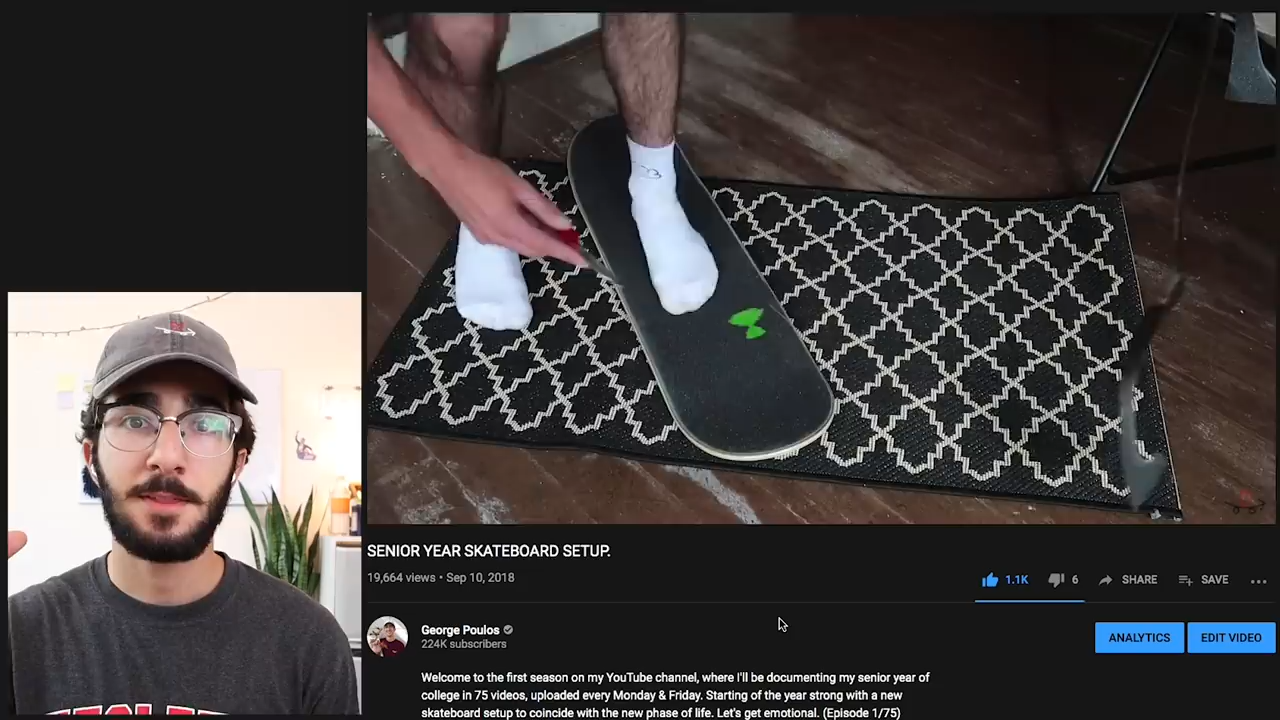 SENIOR YEAR SKATEBOARD SETUP.
19,664 views • Sep 10, 2018
1.1K
6
SHARE
SAVE
George Poulos
224K subscribers
ANALYTICS
EDIT VIDEO
Welcome to the first season on my YouTube channel, where I'll be documenting my senior year of
college in 75 videos, uploaded every Monday & Friday. Starting of the year strong with a new
skateboard setup to coincide with the new phase of life. Let's get emotional. (Episode 1/75)